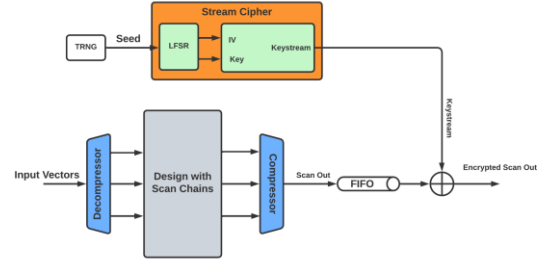 Stream Cipher
TRNG
Seed
LFSR
IV
Key
Keystream
Keystream
Input Vectors
Decompressor
Design with
Scan Chains
Compressor
Scan Out
FIFO
Encrypted Scan Out